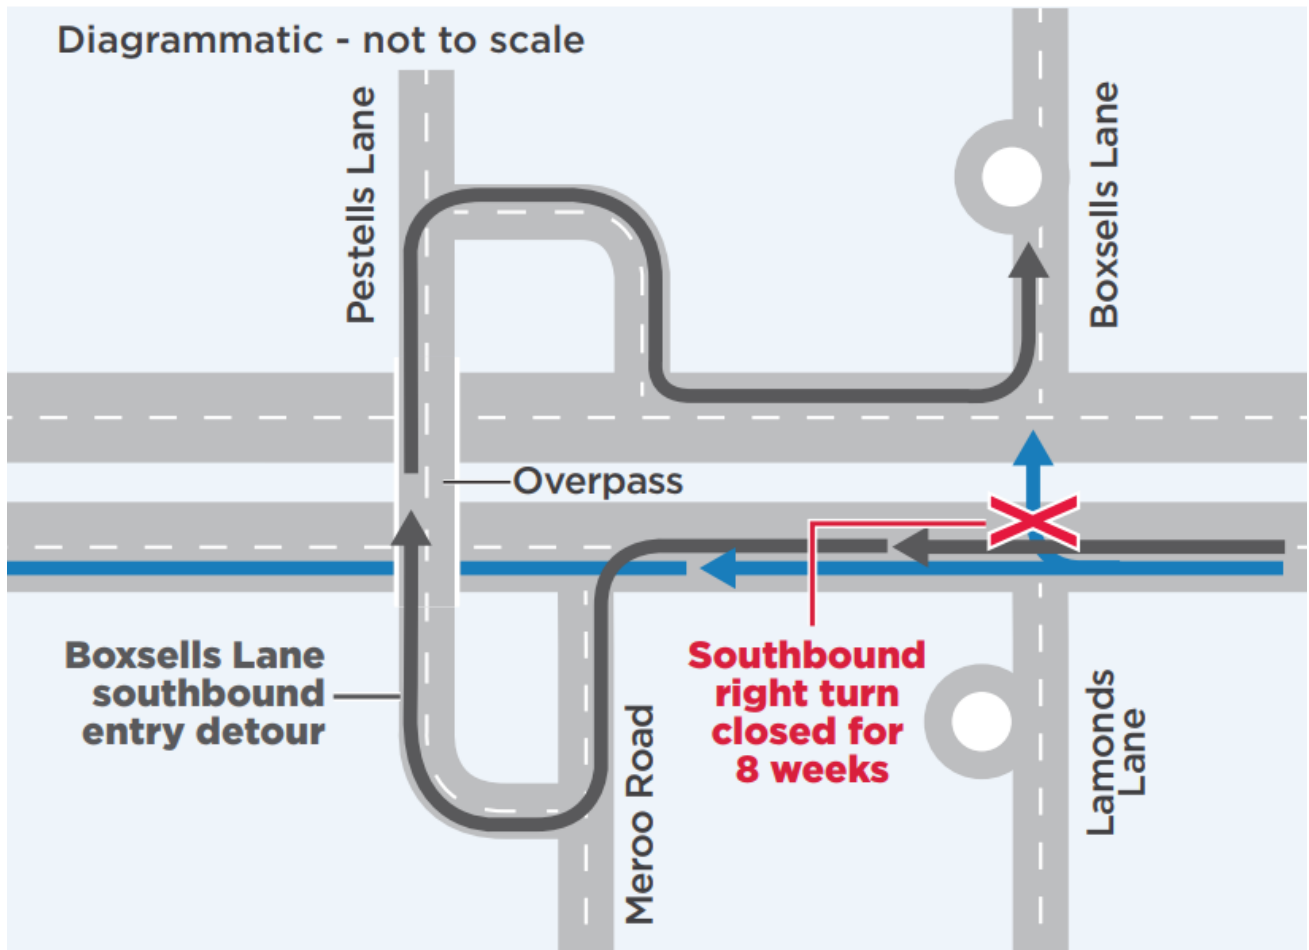 Diagrammatic - not to scale
Pestells Lane
Boxsells Lane
Overpass
Boxsells Lane
southbound
entry detour
Southbound
right turn
closed for
8 weeks
Meroo Road
Lamonds
Lane